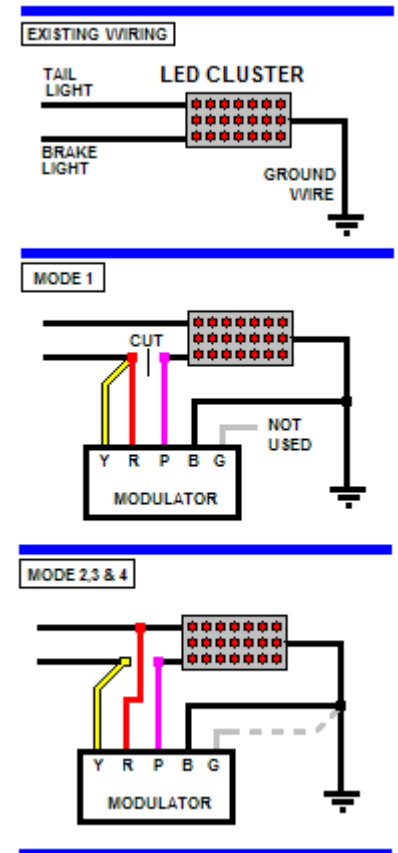 EXISTING WIRING
TAIL
LIGHT
LED CLUSTER
BRAKE
LIGHT
GROUND
WIRE
MODE 1
CUT
NOT
USED
Y R P B G
MODULATOR
MODE 2,3 & 4
Y R P B G
MODULATOR